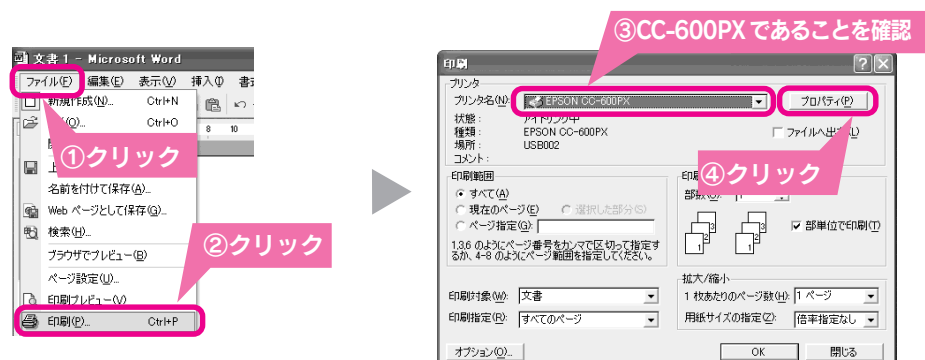 ③CC-600PXであることを確認
文書 1 - Microsoft Word
ファイル(F) 編集(E) 表示(V) 挿入(I)
新規作成(N)... Ctrl+N
(O)... Ctrl+O
8 10
①クリック
名前を付けて保存(A)...
Web ページとして保存(G)...
検索(H)...
ブラウザでプレビュー(B)
②クリック
ページ設定(U)...
印刷プレビュー(V)
印刷(P)... Ctrl+P
印刷
プリンタ
プリンタ名(N): EPSON CC-600PX プロパティ(P)
状態: アイドリング中
種類: EPSON CC-600PX
場所: USB002
コメント:
ファイルへ出
④クリック
印刷範囲
すべて(A)
現在のページ(E) 選択した部分(S)
ページ指定(G):
1,3,6 のようにページ番号をカンマで区切って指定す
るか、4-8 のようにページ範囲を指定してください。
部数
1 2 3
1 2 3
部単位で印刷(T)
印刷対象(W): 文書
印刷指定(R): すべてのページ
拡大/縮小
1 枚あたりのページ数(H): 1 ページ
用紙サイズの指定(Z): 倍率指定なし
オプション(O)... OK 閉じる